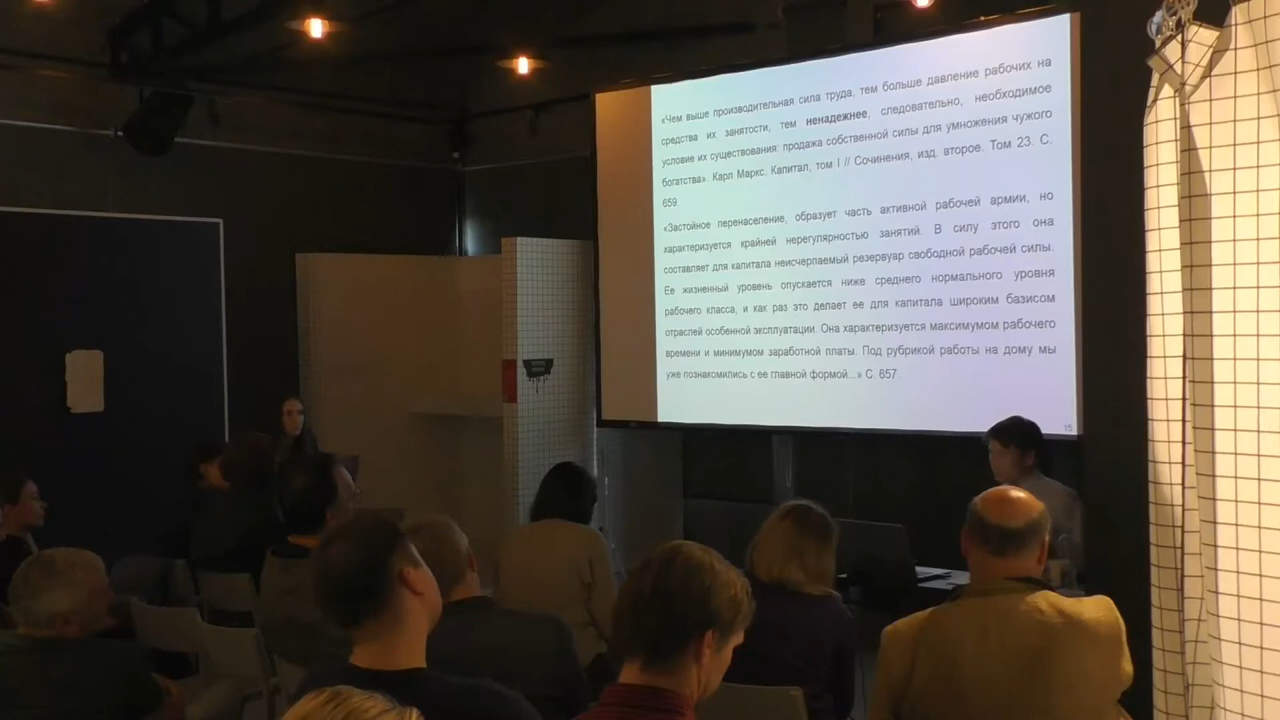 «Чем выше производительная сила труда, тем больше давление рабочих на
средства их занятости, тем ненадежнее, следовательно, необходимое
условие их существования: продажа собственной силы для умножения чужого
богатства». Карл Маркс. Капитал, том I // Сочинения, изд. второе. Том 23. С.
659.
«Застойное перенаселение, образует часть активной рабочей армии, но
характеризуется крайней нерегулярностью занятий. В силу этого она
составляет для капитала неисчерпаемый резервуар свободной рабочей силы.
Ее жизненный уровень опускается ниже среднего нормального уровня
рабочего класса, и как раз это делает ее для капитала широким базисом
отраслей особенной эксплуатации. Она характеризуется максимумом рабочего
времени и минимумом заработной платы. Под рубрикой работы на дому мы
уже познакомились с ее главной формой...» С. 657.
15